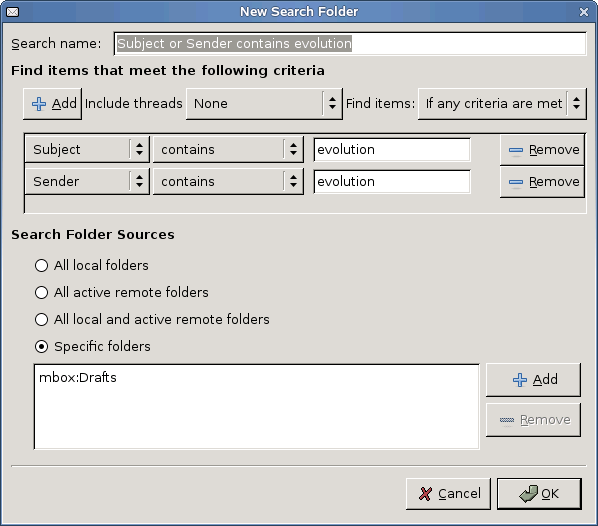 New Search Folder
Search name: Subject or Sender contains evolution
Find items that meet the following criteria
Add Include threads None Find items: If any criteria are met
Subject contains evolution Remove
Sender contains evolution Remove
Search Folder Sources
All local folders
All active remote folders
All local and active remote folders
Specific folders
mbox:Drafts Add
Remove
Cancel OK